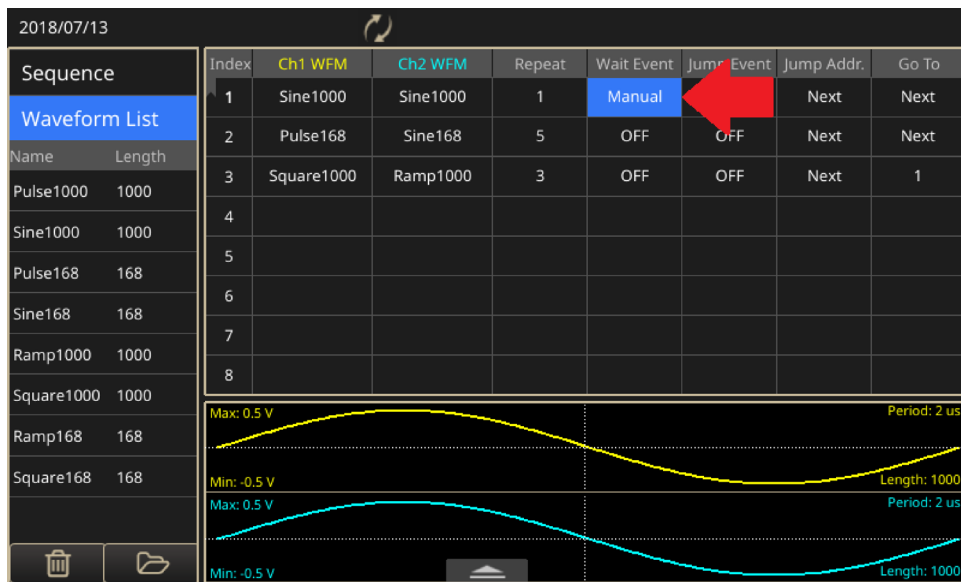 2018/07/13
Sequence
Waveform List
Name Length
Pulse1000 1000
Sine1000 1000
Pulse168 168
Sine168 168
Ramp1000 1000
Square1000 1000
Ramp168 168
Square168 168
Index Ch1 WFM Ch2 WFM Repeat Wait Event Jump Event Jump Addr. Go To
1 Sine1000 Sine1000 1 Manual Next Next
2 Pulse168 Sine168 5 OFF OFF Next Next
3 Square1000 Ramp1000 3 OFF OFF Next 1
4
5
6
7
8
Max: 0.5 V Period: 2 us
Min: -0.5 V Length: 1000
Max: 0.5 V Period: 2 us
Min: -0.5 V Length: 1000